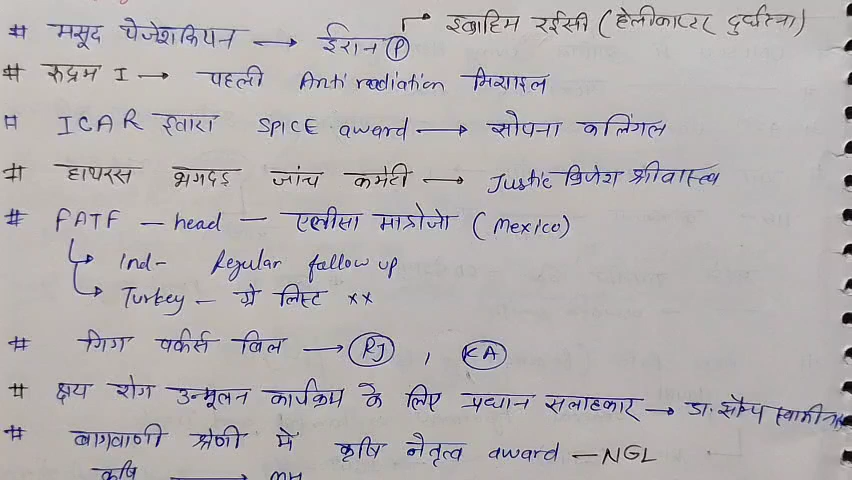 # मसूद पेजेशकियन → ईरान (P) → इब्राहिम रईसी (हेलीकाप्टर दुर्घटना)
# रुद्रम I → पहली Anti radiation मिसाइल
# ICAR द्वारा SPICE award → सोपना कलिंगल
# हाथरस भगदड़ जांच कमेटी → Justic ब्रिजेश श्रीवास्तव
# FATF - head - एलीसा माद्रोजो (Mexico)
↳ Ind- Regular follow up
↳ Turkey - ग्रे लिस्ट **
# गिग वर्कर्स बिल → RJ , KA
# क्षय रोग उन्मूलन कार्यक्रम के लिए प्रधान सलाहकार → डा. सौम्य
# बागवाणी श्रेणी में कृषि नेतृत्व award - NGL
कृषि →